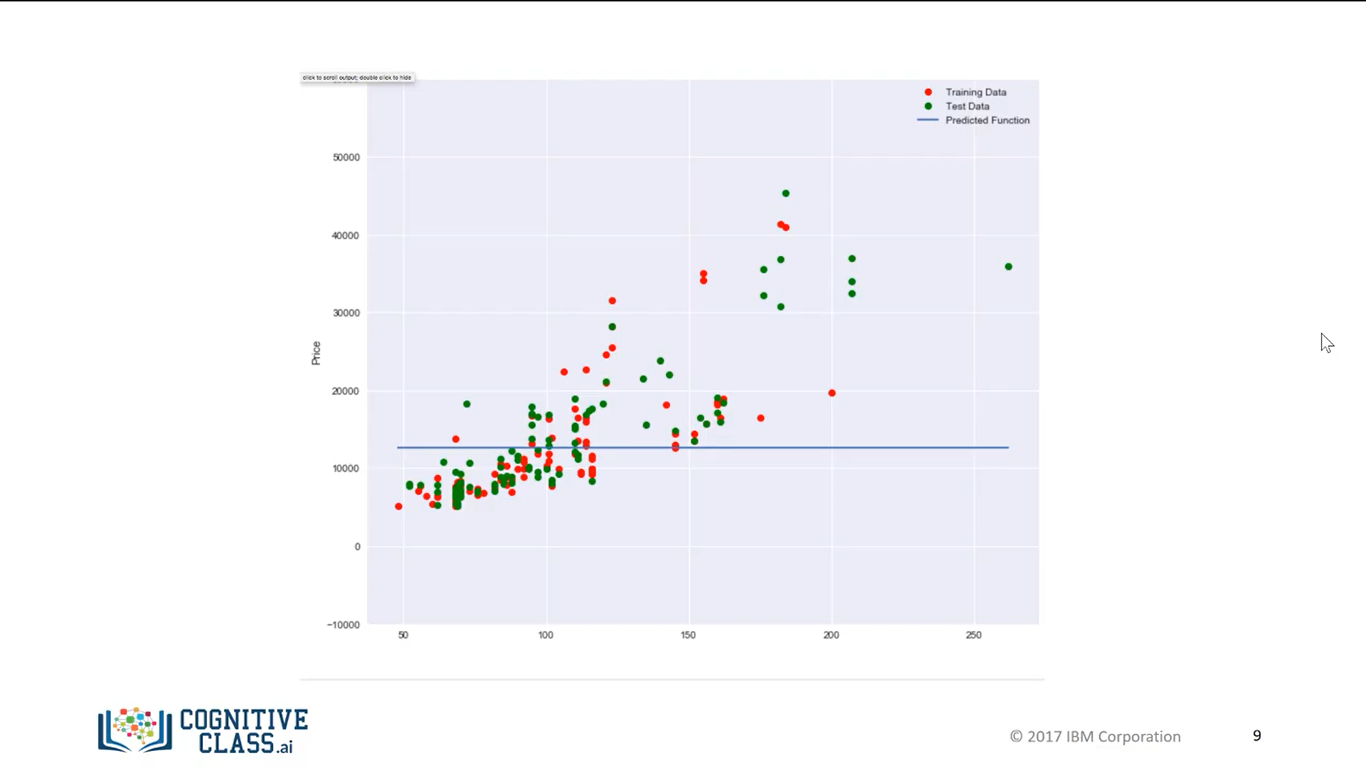 click to scroll output; double click to hide
Training Data
Test Data
Predicted Function
50000
40000
30000
20000
10000
0
−10000
Price
50
100
150
200
250
COGNITIVE
CLASS.ai
© 2017 IBM Corporation
9